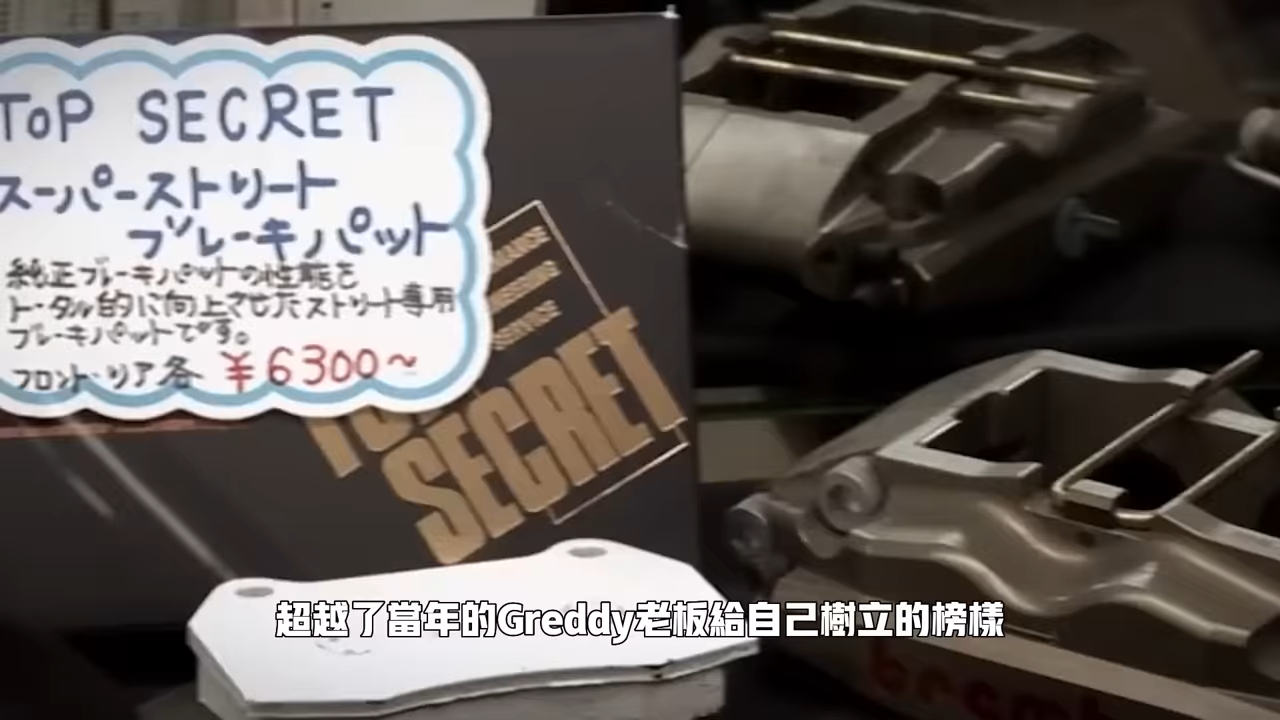 TOP SECRET
スーパーストリート
ブレーキパット
純正ブレーキパットの性能を
トータル的に向上させたストリート専用
ブレーキパットです。
フロント・リア各 ¥6300~
SERVICE
SECRET
超越了當年的Greddy老板給自己樹立的榜樣